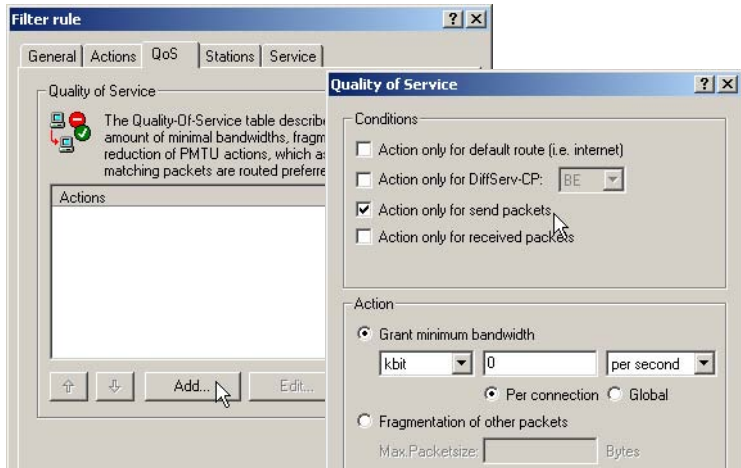 Filter rule
General
Actions
QoS
Stations
Service
Quality of Service
The Quality-Of-Service table describe
amount of minimal bandwidths, fragm
reduction of PMTU actions, which a
matching packets are routed preferre
Actions
Add...
Edit...
Quality of Service
Conditions
Action only for default route (i.e. internet)
Action only for DiffServ-CP: BE
Action only for send packets
Action only for received packets
Action
Grant minimum bandwidth
kbit 0 per second
Per connection Global
Fragmentation of other packets
Max.Packetsize: Bytes